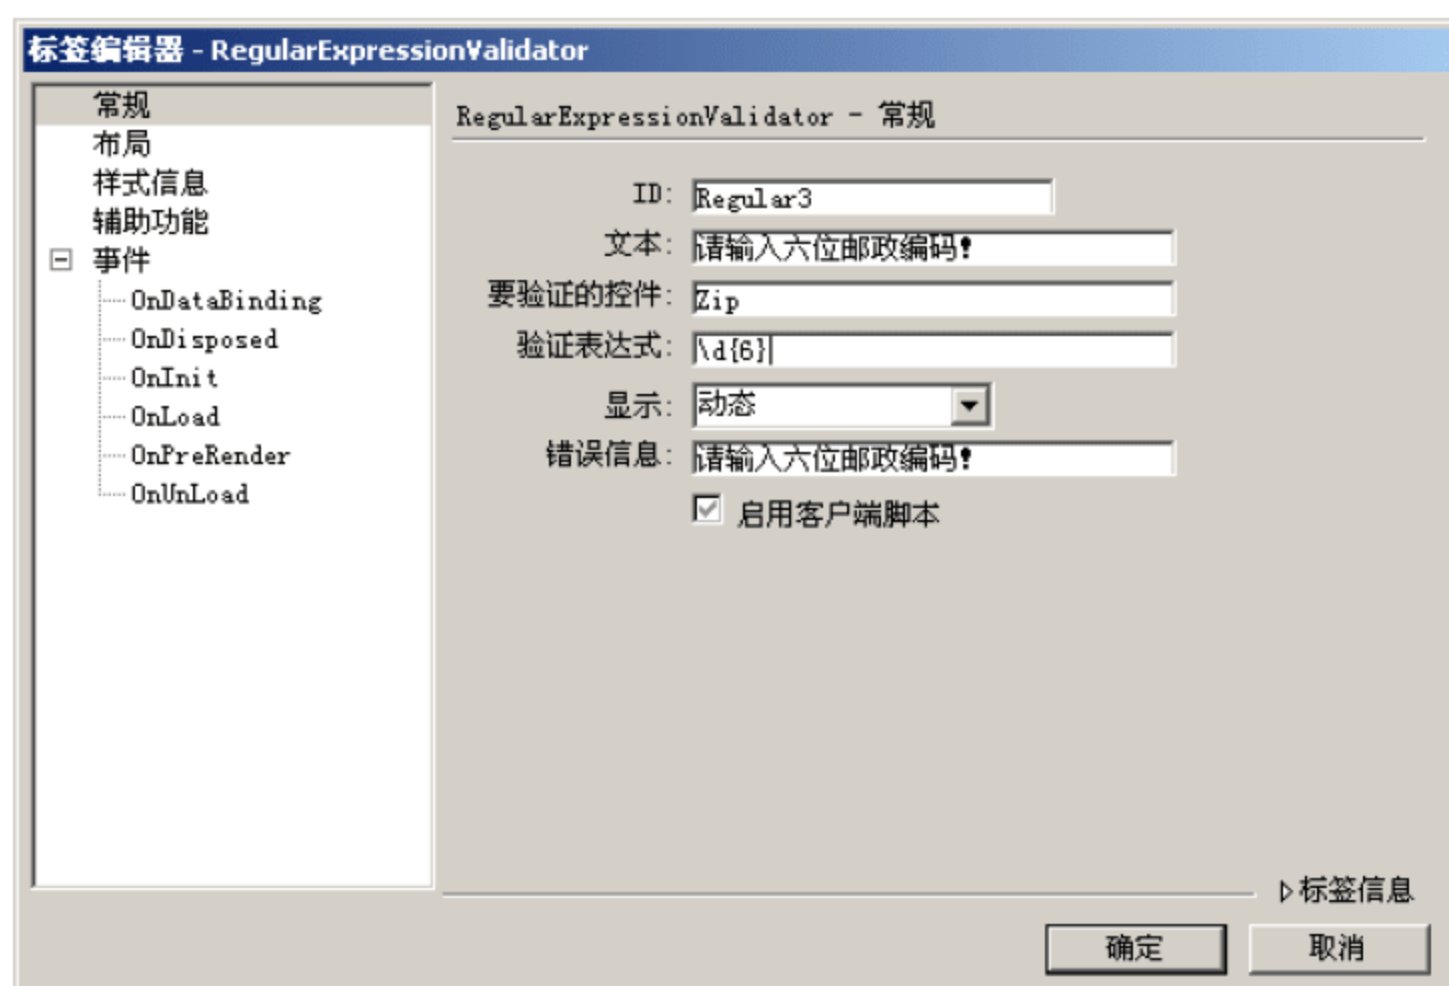 标签编辑器 - RegularExpressionValidator
常规
布局
样式信息
辅助功能
事件
OnDataBinding
OnDisposed
OnInit
OnLoad
OnPreRender
OnUnLoad
RegularExpressionValidator - 常规
ID: Regular3
文本: 请输入六位邮政编码!
要验证的控件: Zip
验证表达式: \d{6}
显示: 动态
错误信息: 请输入六位邮政编码!
启用客户端脚本
标签信息
确定 取消